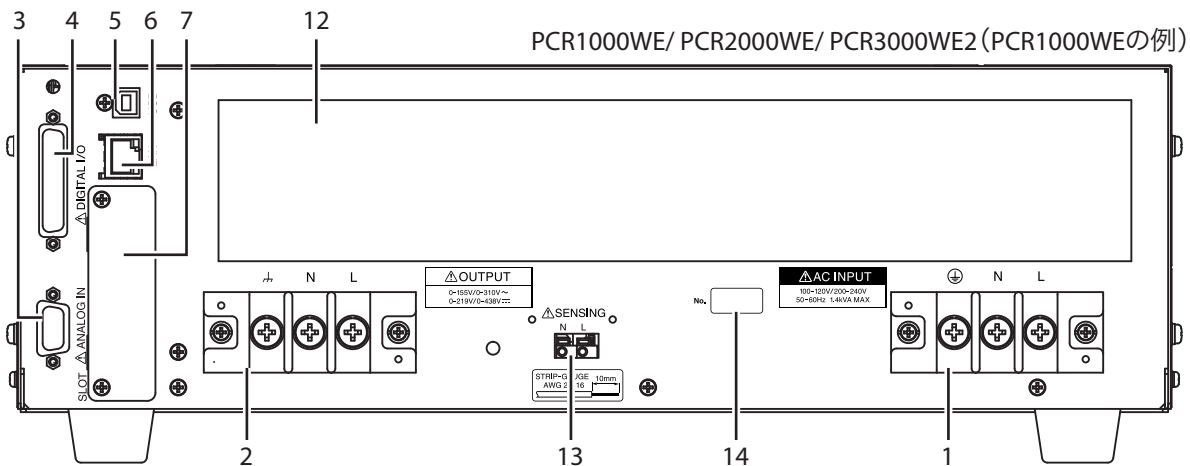 3 4 5 6 7 12
PCR1000WE/ PCR2000WE/ PCR3000WE2（PCR1000WEの例）
⚠DIGITAL I/O
SLOT ⚠ANALOG IN
N L
⚠OUTPUT
0-155V/0-310V～
0-219V/0-438V⎓
⚠SENSING
N L
STRIP-GAUGE
AWG 16
10mm
No.
⚠AC INPUT
100-120V/200-240V
50-60Hz 1.4kVA MAX
N L
2 13 14 1